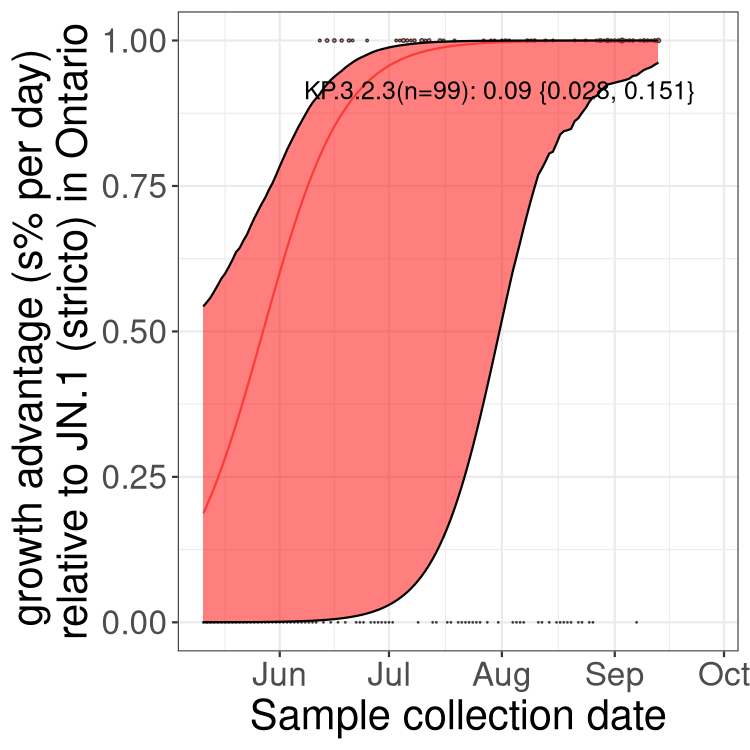 growth advantage (s% per day)
relative to JN.1 (stricto) in Ontario
1.00
0.75
0.50
0.25
0.00
KP.3.2.3(n=99): 0.09 {0.028, 0.151}
Jun Jul Aug Sep Oct
Sample collection date